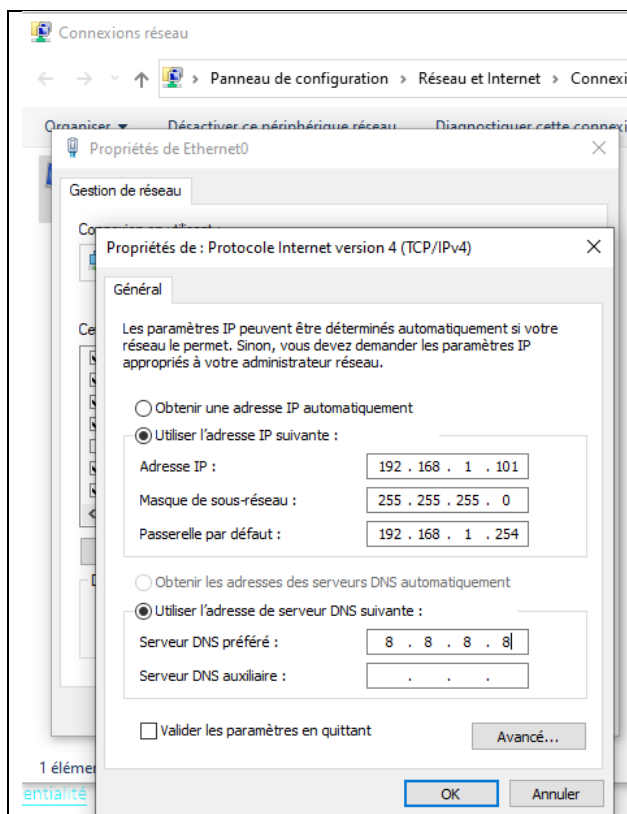 Connexions réseau
Panneau de configuration > Réseau et Internet >
Organiser Désactiver ce périphérique réseau Diagnostiquer cette
Propriétés de Ethernet0
Gestion de réseau
Propriétés de : Protocole Internet version 4 (TCP/IPv4)
Général
Les paramètres IP peuvent être déterminés automatiquement si votre
réseau le permet. Sinon, vous devez demander les paramètres IP
appropriés à votre administrateur réseau.
Obtenir une adresse IP automatiquement
Utiliser l'adresse IP suivante :
Adresse IP : 192 . 168 . 1 . 101
Masque de sous-réseau : 255 . 255 . 255 . 0
Passerelle par défaut : 192 . 168 . 1 . 254
Obtenir les adresses des serveurs DNS automatiquement
Utiliser l'adresse de serveur DNS suivante :
Serveur DNS préféré : 8 . 8 . 8 . 8
Serveur DNS auxiliaire : . . .
Valider les paramètres en quittant
Avancé...
1 élémen
entialité
OK Annuler